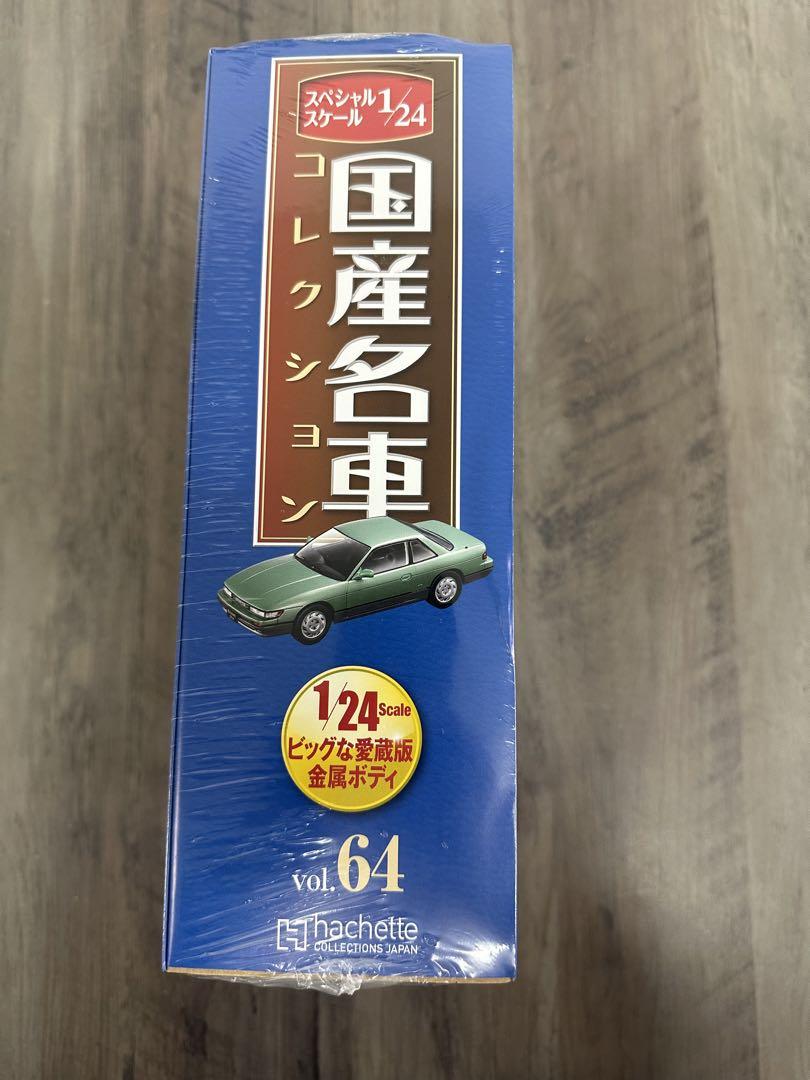 スペシャル
スケール 1/24
国産名車
コレクション
1/24 Scale
ビッグな愛蔵版
金属ボディ
vol.64
hachette
COLLECTIONS JAPAN